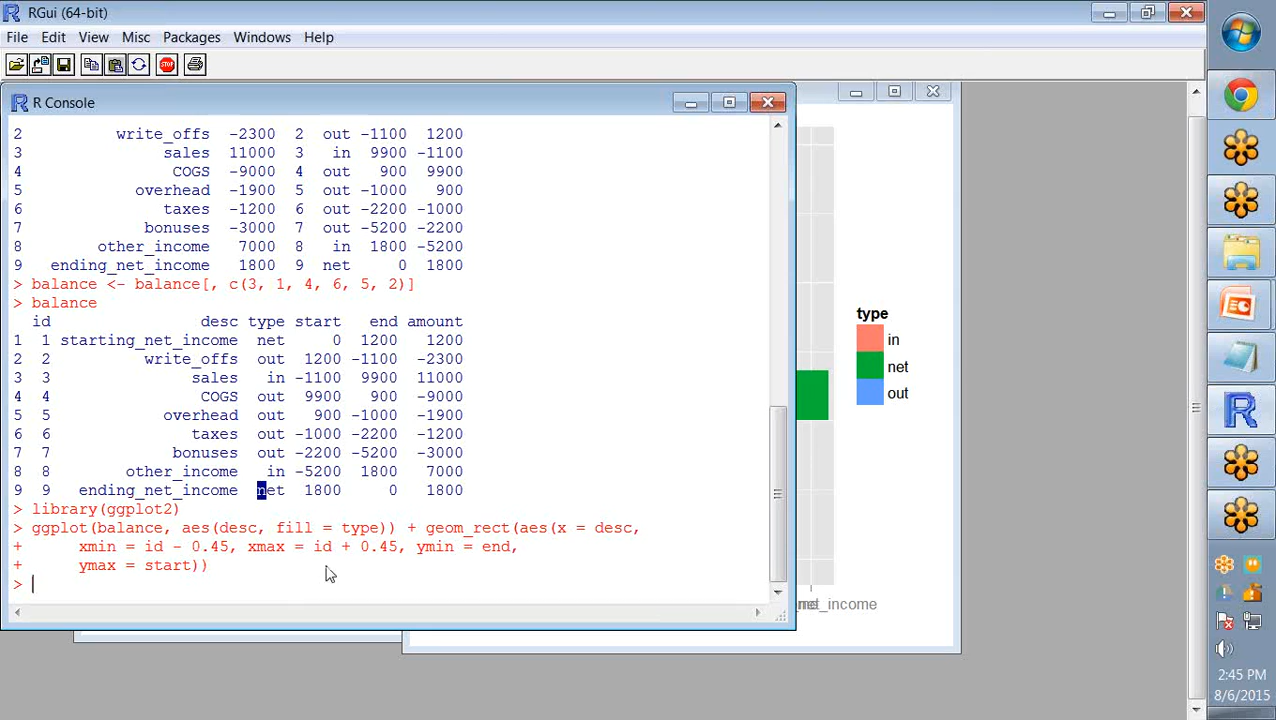 RGui (64-bit)
File Edit View Misc Packages Windows Help
STOP
R Console
2 write_offs -2300 2 out -1100 1200
3 sales 11000 3 in 9900 -1100
4 COGS -9000 4 out 900 9900
5 overhead -1900 5 out -1000 900
6 taxes -1200 6 out -2200 -1000
7 bonuses -3000 7 out -5200 -2200
8 other_income 7000 8 in 1800 -5200
9 ending_net_income 1800 9 net 0 1800
> balance <- balance[, c(3, 1, 4, 6, 5, 2)]
> balance
id desc type start end amount
1 1 starting_net_income net 0 1200 1200
2 2 write_offs out 1200 -1100 -2300
3 3 sales in -1100 9900 11000
4 4 COGS out 9900 900 -9000
5 5 overhead out 900 -1000 -1900
6 6 taxes out -1000 -2200 -1200
7 7 bonuses out -2200 -5200 -3000
8 8 other_income in -5200 1800 7000
9 9 ending_net_income net 1800 0 1800
> library(ggplot2)
> ggplot(balance, aes(desc, fill = type)) + geom_rect(aes(x = desc,
+ xmin = id - 0.45, xmax = id + 0.45, ymin = end,
+ ymax = start))
>
type
in
net
out
_income
2:45 PM
8/6/2015